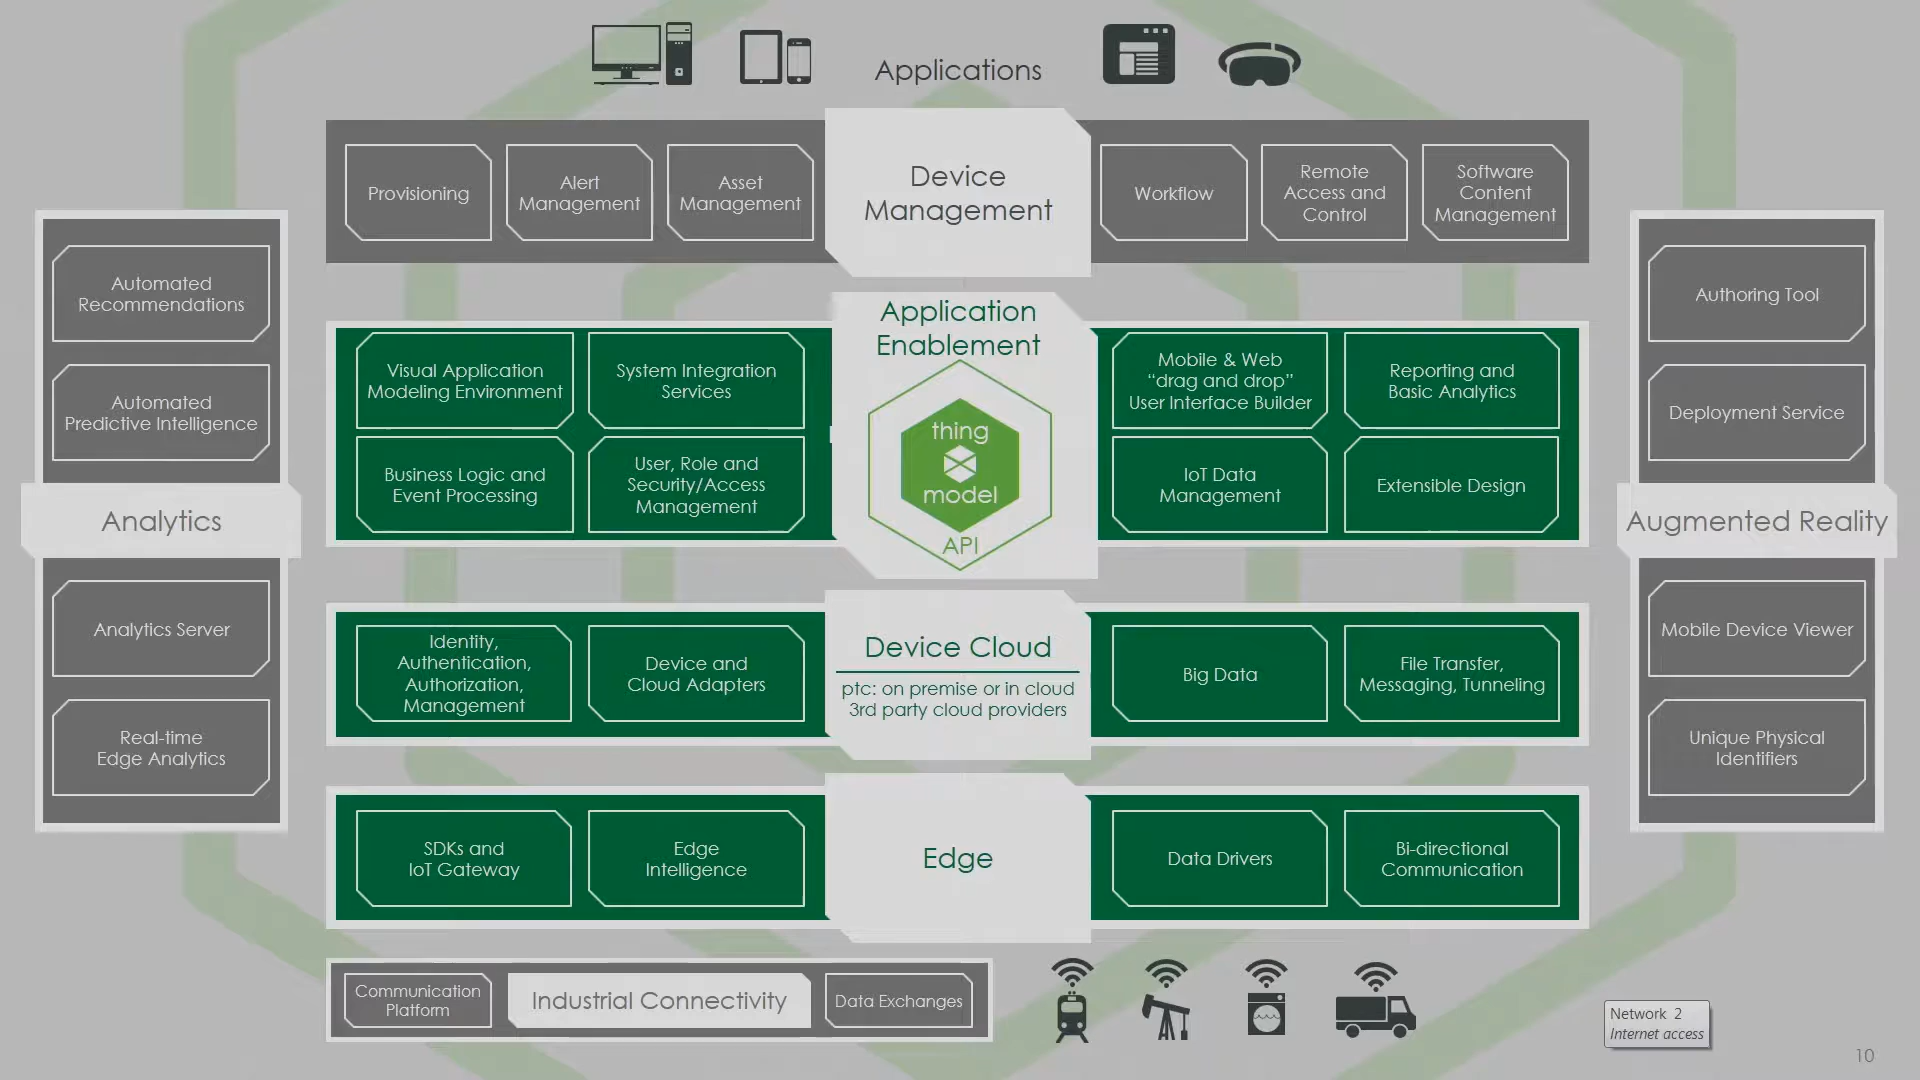 Applications
Provisioning
Alert
Management
Asset
Management
Device
Management
Workflow
Remote
Access and
Control
Software
Content
Management
Automated
Recommendations
Automated
Predictive Intelligence
Analytics
Analytics Server
Real-time
Edge Analytics
Visual Application
Modeling Environment
System Integration
Services
Business Logic and
Event Processing
User, Role and
Security/Access
Management
Application
Enablement
thing
model
API
Mobile & Web
“drag and drop”
User Interface Builder
Reporting and
Basic Analytics
IoT Data
Management
Extensible Design
Authoring Tool
Deployment Service
Augmented Reality
Mobile Device Viewer
Unique Physical
Identifiers
Identity,
Authentication,
Authorization,
Management
Device and
Cloud Adapters
Device Cloud
ptc: on premise or in cloud
3rd party cloud providers
Big Data
File Transfer,
Messaging, Tunneling
SDKs and
IoT Gateway
Edge
Intelligence
Edge
Data Drivers
Bi-directional
Communication
Communication
Platform
Industrial Connectivity
Data Exchanges
Network 2
Internet access
10